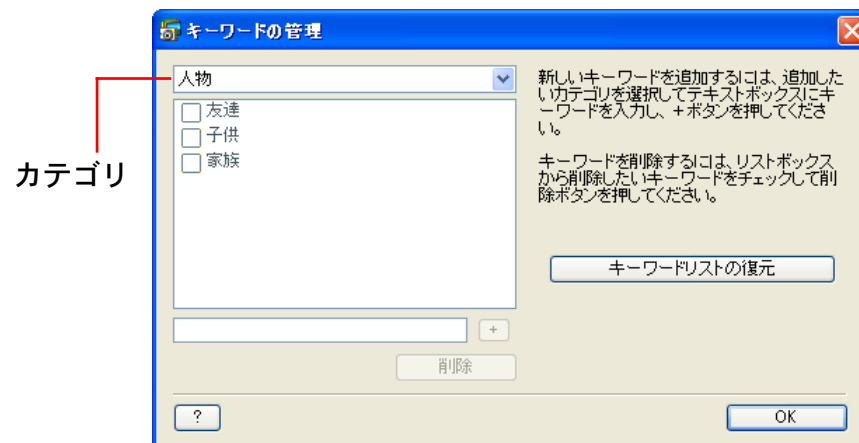 キーワードの管理
人物
友達
子供
家族
カテゴリ
新しいキーワードを追加するには、追加した
いカテゴリを選択してテキストボックスにキ
ーワードを入力し、+ボタンを押してくださ
い。
キーワードを削除するには、リストボックス
から削除したいキーワードをチェックして削
除ボタンを押してください。
キーワードリストの復元
+
削除
?
OK